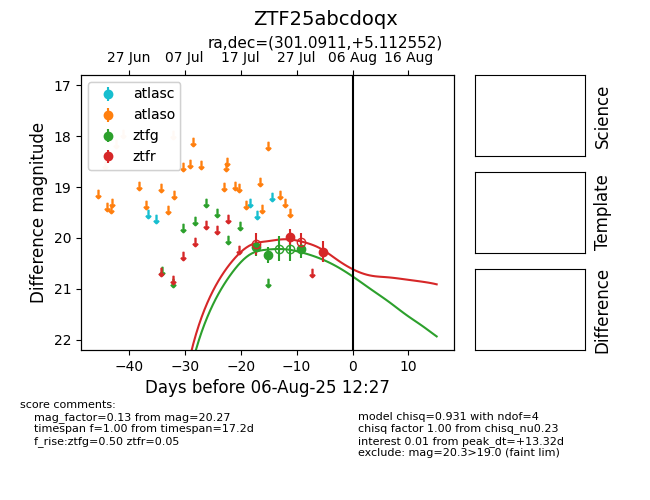 ZTF25abcdoqx
ra,dec=(301.0911,+5.112552)
27 Jun 07 Jul 17 Jul 27 Jul 06 Aug 16 Aug
atlasc
atlaso
ztfg
ztfr
17
18
19
20
21
22
Difference magnitude
−40 −30 −20 −10 0 10
Days before 06-Aug-25 12:27
Science
Template
Difference
score comments:
mag_factor=0.13 from mag=20.27
timespan f=1.00 from timespan=17.2d
f_rise:ztfg=0.50 ztfr=0.05
model chisq=0.931 with ndof=4
chisq factor 1.00 from chisq_nu0.23
interest 0.01 from peak_dt=+13.32d
exclude: mag=20.3>19.0 (faint lim)